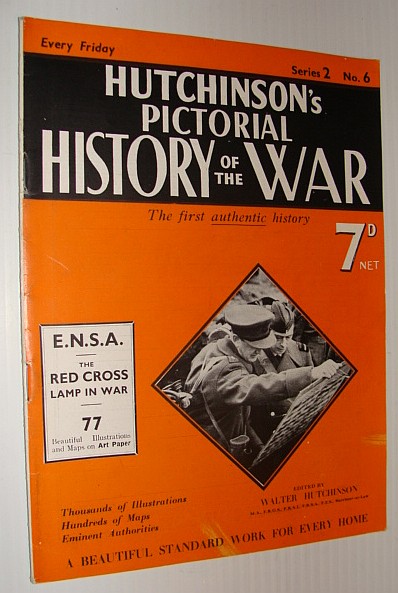 Every Friday
Series 2 No. 6
HUTCHINSON's
PICTORIAL
HISTORY OF THE WAR
The first authentic history
7D
NET
E.N.S.A.
THE
RED CROSS
LAMP IN WAR
77
Beautiful Illustrations
and Maps on Art Paper
EDITED BY
WALTER HUTCHINSON
Thousands of Illustrations
Hundreds of Maps
Eminent Authorities
A BEAUTIFUL STANDARD WORK FOR EVERY HOME